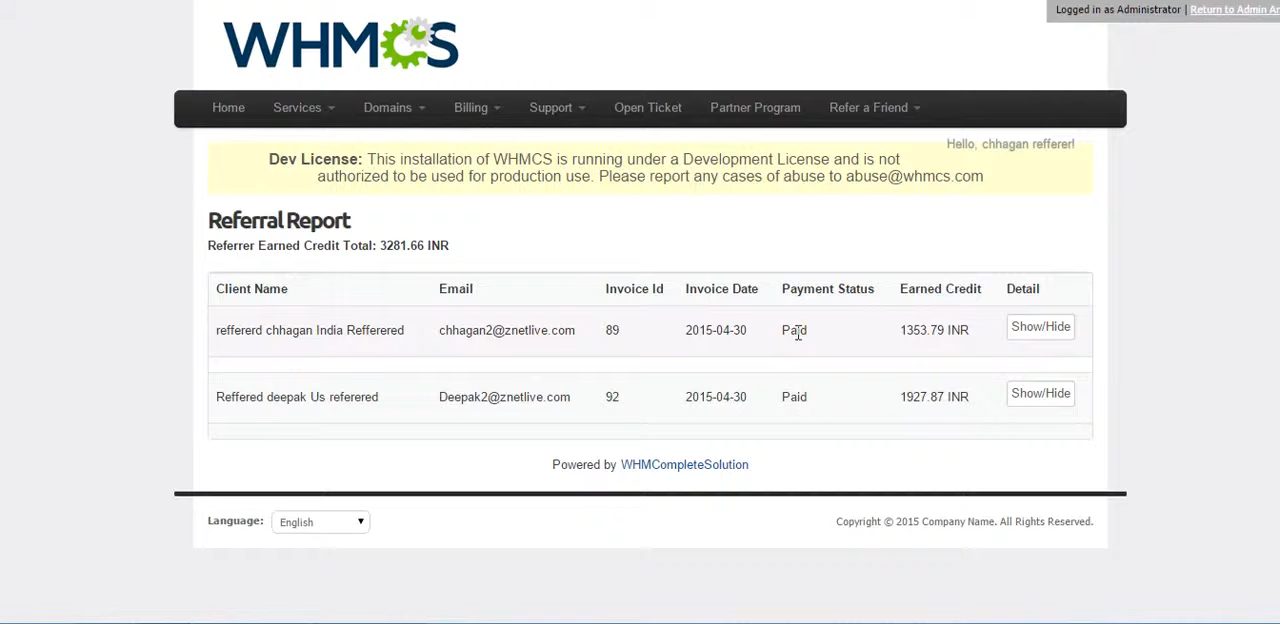 Logged in as Administrator | Return to Admin Ar
WHMCS
Home Services Domains Billing Support Open Ticket Partner Program Refer a Friend
Hello, chhagan refferer!
Dev License: This installation of WHMCS is running under a Development License and is not
authorized to be used for production use. Please report any cases of abuse to abuse@whmcs.com
Referral Report
Referrer Earned Credit Total: 3281.66 INR
Client Name Email Invoice Id Invoice Date Payment Status Earned Credit Detail
reffererd chhagan India Refferered chhagan2@znetlive.com 89 2015-04-30 Paid 1353.79 INR Show/Hide
Reffered deepak Us referred Deepak2@znetlive.com 92 2015-04-30 Paid 1927.87 INR Show/Hide
Powered by WHMCompleteSolution
Language: English
Copyright © 2015 Company Name. All Rights Reserved.